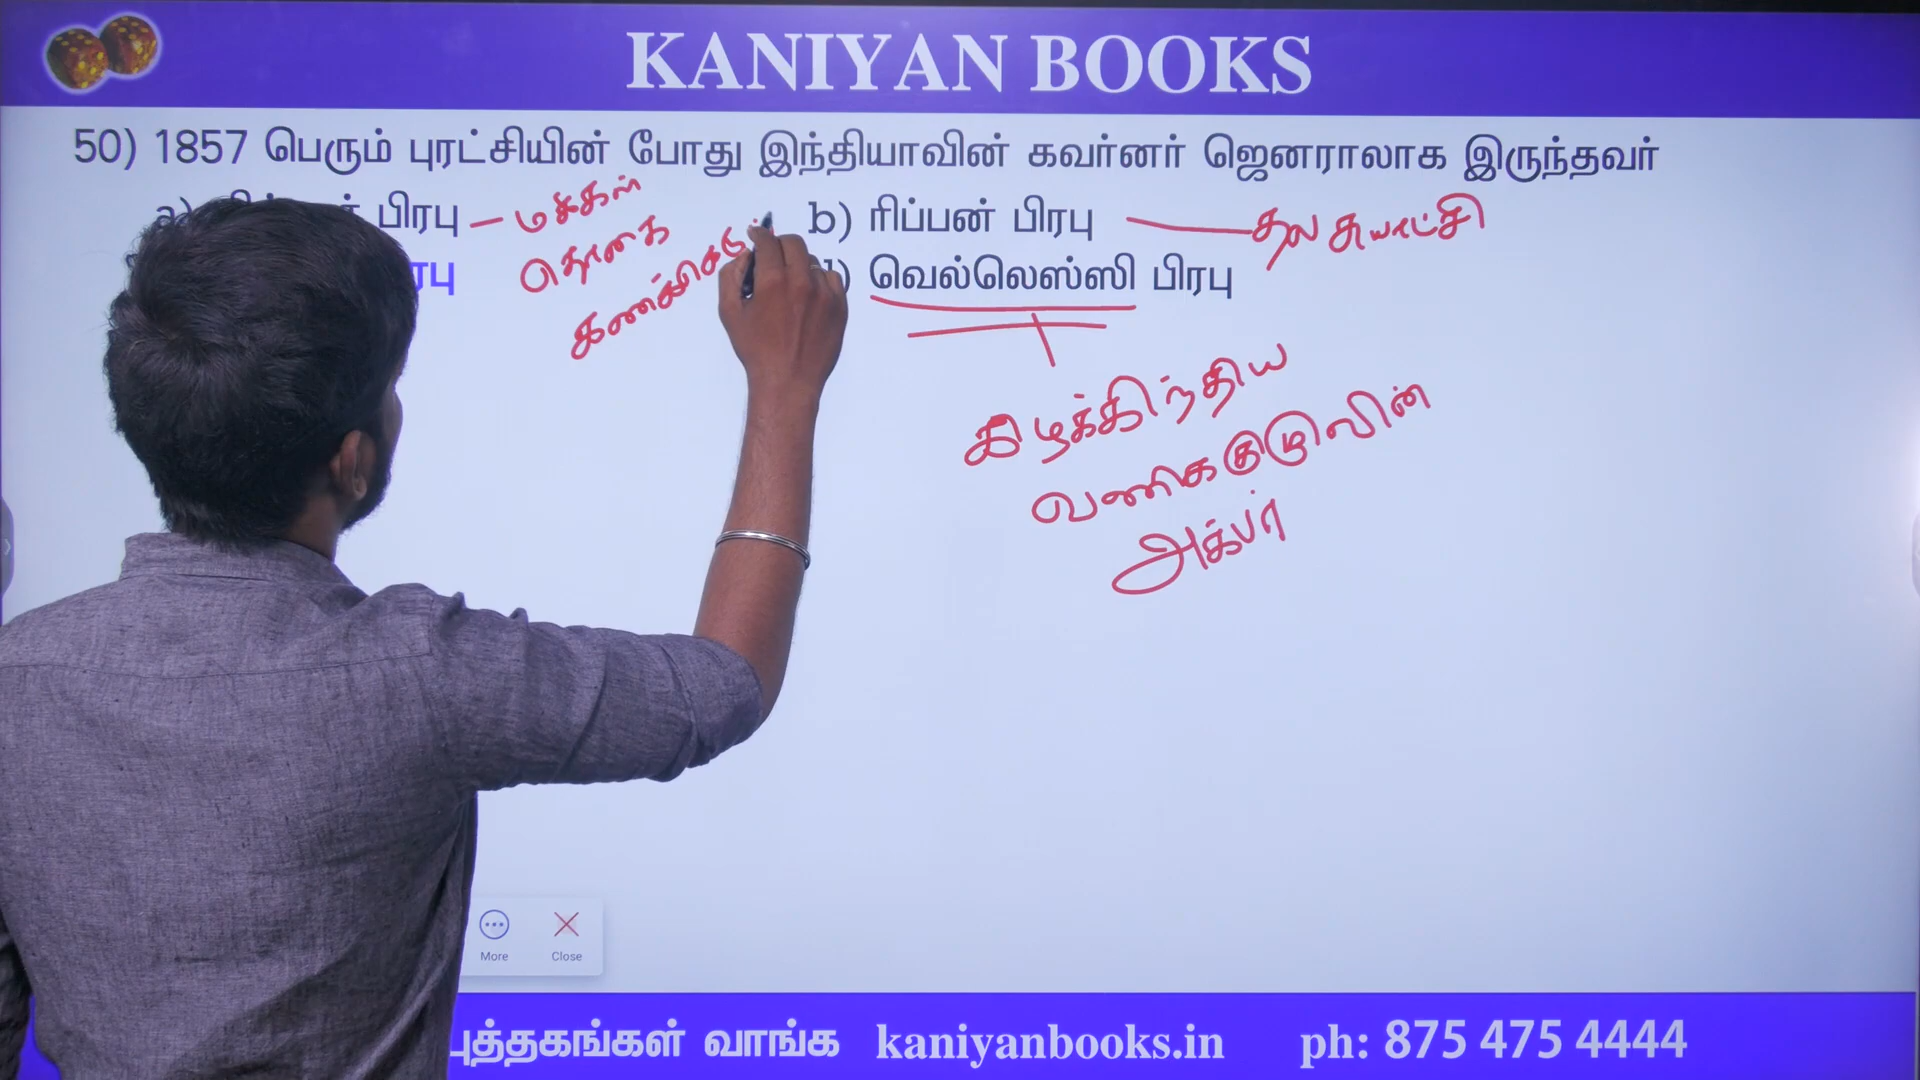 KANIYAN BOOKS
50) 1857 பெரும் புரட்சியின் போது இந்தியாவின் கவர்னர் ஜெனராலாக இருந்தவர்
பிரபு — மக்கள் தொகை
b) ரிப்பன் பிரபு — தல சுயாட்சி
d) வெல்லெஸ்ஸி பிரபு
கிழக்கிந்திய
வணிககுழுவின்
அக்பர்
More
Close
புத்தகங்கள் வாங்க kaniyanbooks.in ph: 875 475 4444